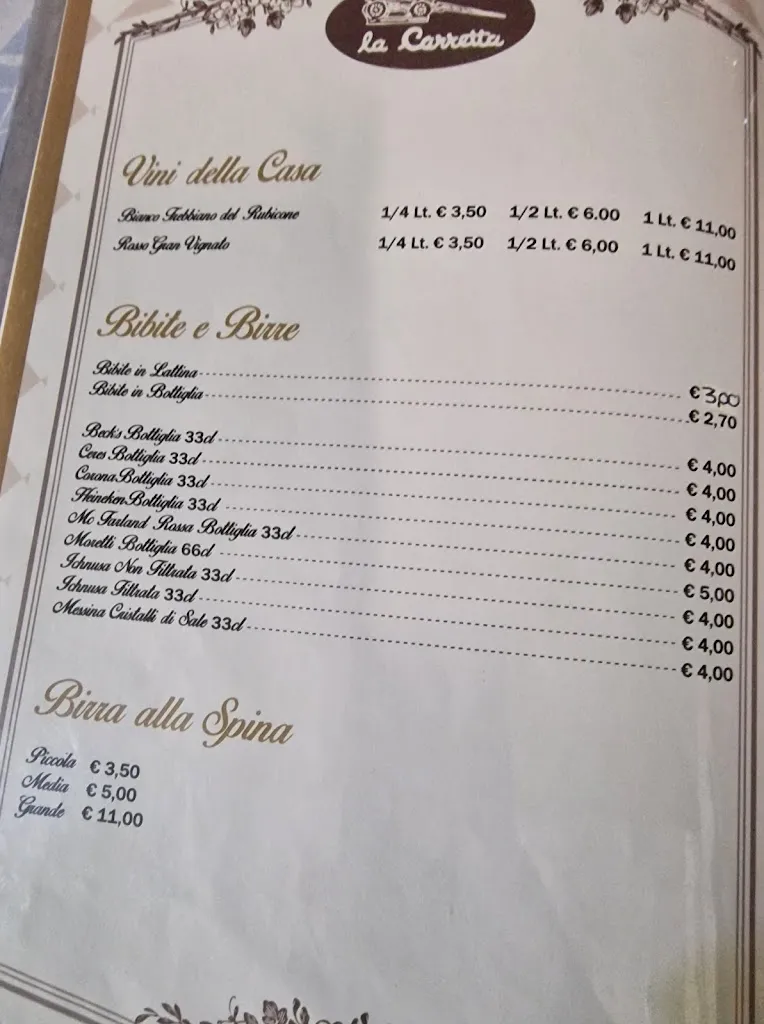 la Carretta
Vini della Casa
Bianco Trebbiano del Rubicone 1/4 Lt. € 3,50 1/2 Lt. € 6.00 1 Lt. € 11,00
Rosso Gran Vignato 1/4 Lt. € 3,50 1/2 Lt. € 6,00 1 Lt. € 11,00
Bibite e Birre
Bibite in Lattina € 3,00
Bibite in Bottiglia € 2,70
Beck's Bottiglia 33cl € 4,00
Ceres Bottiglia 33cl € 4,00
Corona Bottiglia 33cl € 4,00
Heineken Bottiglia 33cl € 4,00
Mc Farland Rossa Bottiglia 33cl € 4,00
Moretti Bottiglia 66cl € 5,00
Ichnusa Non Filtrata 33cl € 4,00
Ichnusa Filtrata 33cl € 4,00
Messina Cristalli di Sale 33cl € 4,00
Birra alla Spina
Piccola € 3,50
Media € 5,00
Grande € 11,00